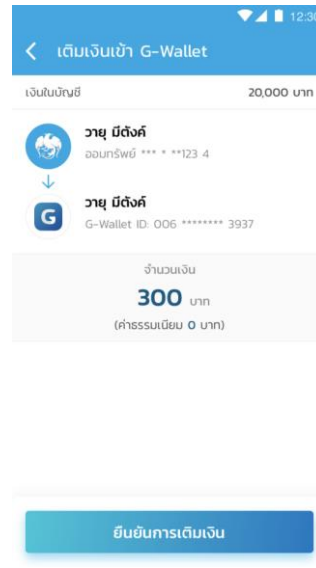 12:30
เติมเงินเข้า G-Wallet
เงินในบัญชี 20,000 บาท
วายุ มีตังค์
ออมทรัพย์ *** * **123 4
G
วายุ มีตังค์
G-Wallet ID: 006 ******** 3937
จำนวนเงิน
300 บาท
(ค่าธรรมเนียม 0 บาท)
ยืนยันการเติมเงิน